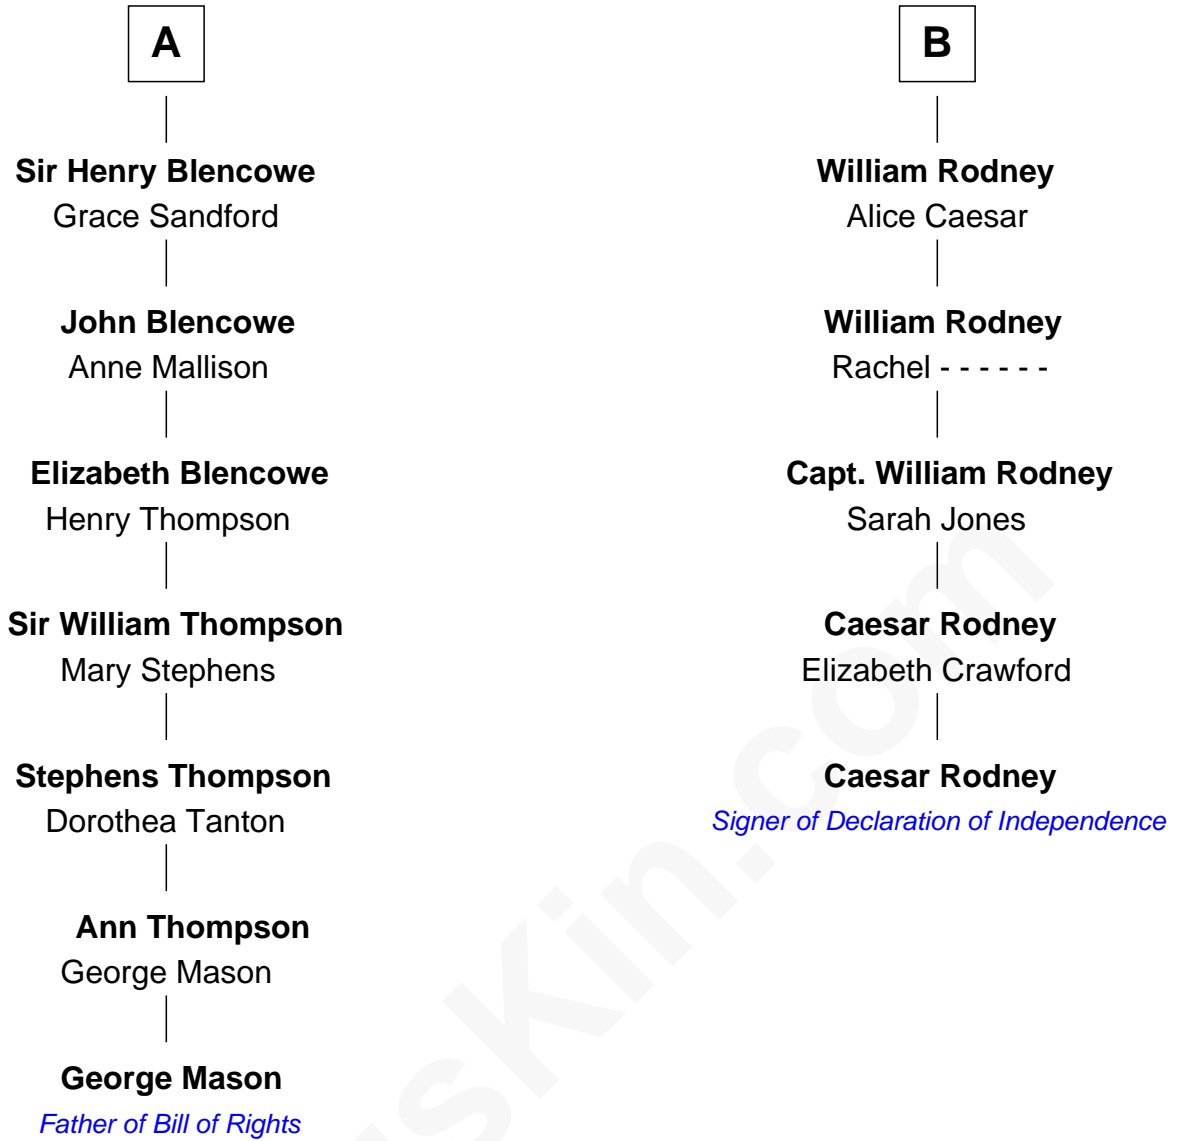 A
Sir Henry Blencowe
Grace Sandford
John Blencowe
Anne Mallison
Elizabeth Blencowe
Henry Thompson
Sir William Thompson
Mary Stephens
Stephens Thompson
Dorothea Tanton
Ann Thompson
George Mason
George Mason
Father of Bill of Rights
B
William Rodney
Alice Caesar
William Rodney
Rachel - - - - - -
Capt. William Rodney
Sarah Jones
Caesar Rodney
Elizabeth Crawford
Caesar Rodney
Signer of Declaration of Independence
sKin.com